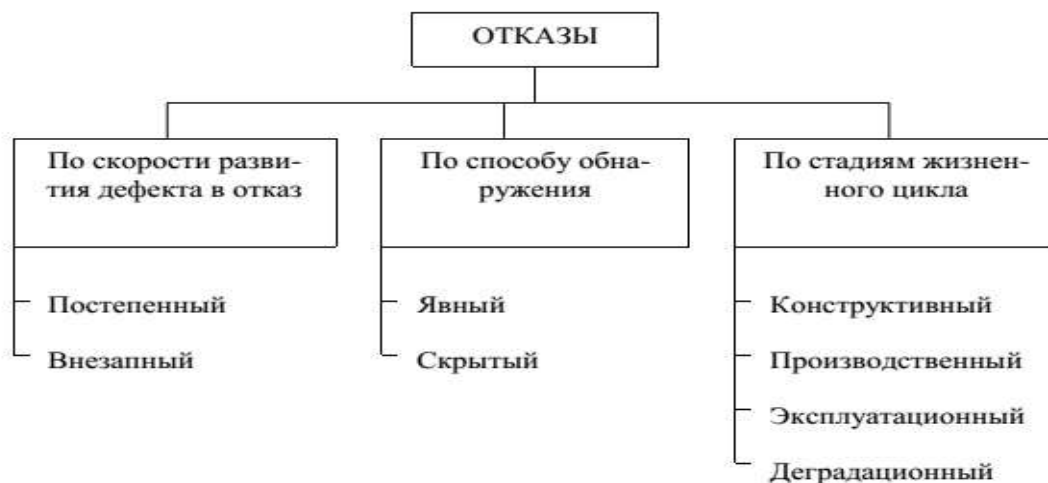 ОТКАЗЫ
По скорости разви-
тия дефекта в отказ
По способу обна-
ружения
По стадиям жизнен-
ного цикла
Постепенный
Внезапный
Явный
Скрытый
Конструктивный
Производственный
Эксплуатационный
Деградационный